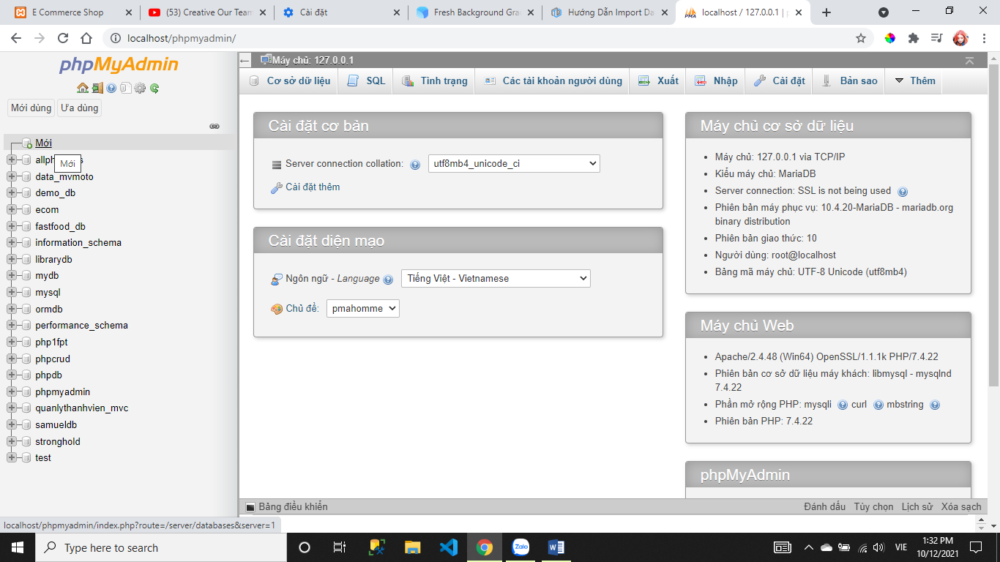 E Commerce Shop
(53) Creative Our Team
Cài đặt
Fresh Background Gra
Hướng Dẫn Import Da
localhost / 127.0.0.1 |
localhost/phpmyadmin/
phpMyAdmin
Mới dùng
Ưa dùng
Mới
Mới
data_mvmoto
demo_db
ecom
fastfood_db
information_schema
librarydb
mydb
mysql
ormdb
performance_schema
php1fpt
phpcrud
phpdb
phpmyadmin
quanlythanhvien_mvc
samueldb
stronghold
test
Máy chủ: 127.0.0.1
Cơ sở dữ liệu
SQL
Tình trạng
Các tài khoản người dùng
Xuất
Nhập
Cài đặt
Bản sao
Thêm
Cài đặt cơ bản
Server connection collation:
utf8mb4_unicode_ci
Cài đặt thêm
Cài đặt diện mạo
Ngôn ngữ - Language
Tiếng Việt - Vietnamese
Chủ đề:
pmahomme
Máy chủ cơ sở dữ liệu
Máy chủ: 127.0.0.1 via TCP/IP
Kiểu máy chủ: MariaDB
Server connection: SSL is not being used
Phiên bản máy phục vụ: 10.4.20-MariaDB - mariadb.org
binary distribution
Phiên bản giao thức: 10
Người dùng: root@localhost
Bảng mã máy chủ: UTF-8 Unicode (utf8mb4)
Máy chủ Web
Apache/2.4.48 (Win64) OpenSSL/1.1.1k PHP/7.4.22
Phiên bản cơ sở dữ liệu máy khách: libmysql - mysqlnd
7.4.22
Phần mở rộng PHP: mysqli curl mbstring
Phiên bản PHP: 7.4.22
phpMyAdmin
Bảng điều khiển
Đánh dấu
Tùy chọn
Lịch sử
Xóa sạch
localhost/phpmyadmin/index.php?route=/server/databases&server=1
Type here to search
Zalo
VIE
1:32 PM
10/12/2021